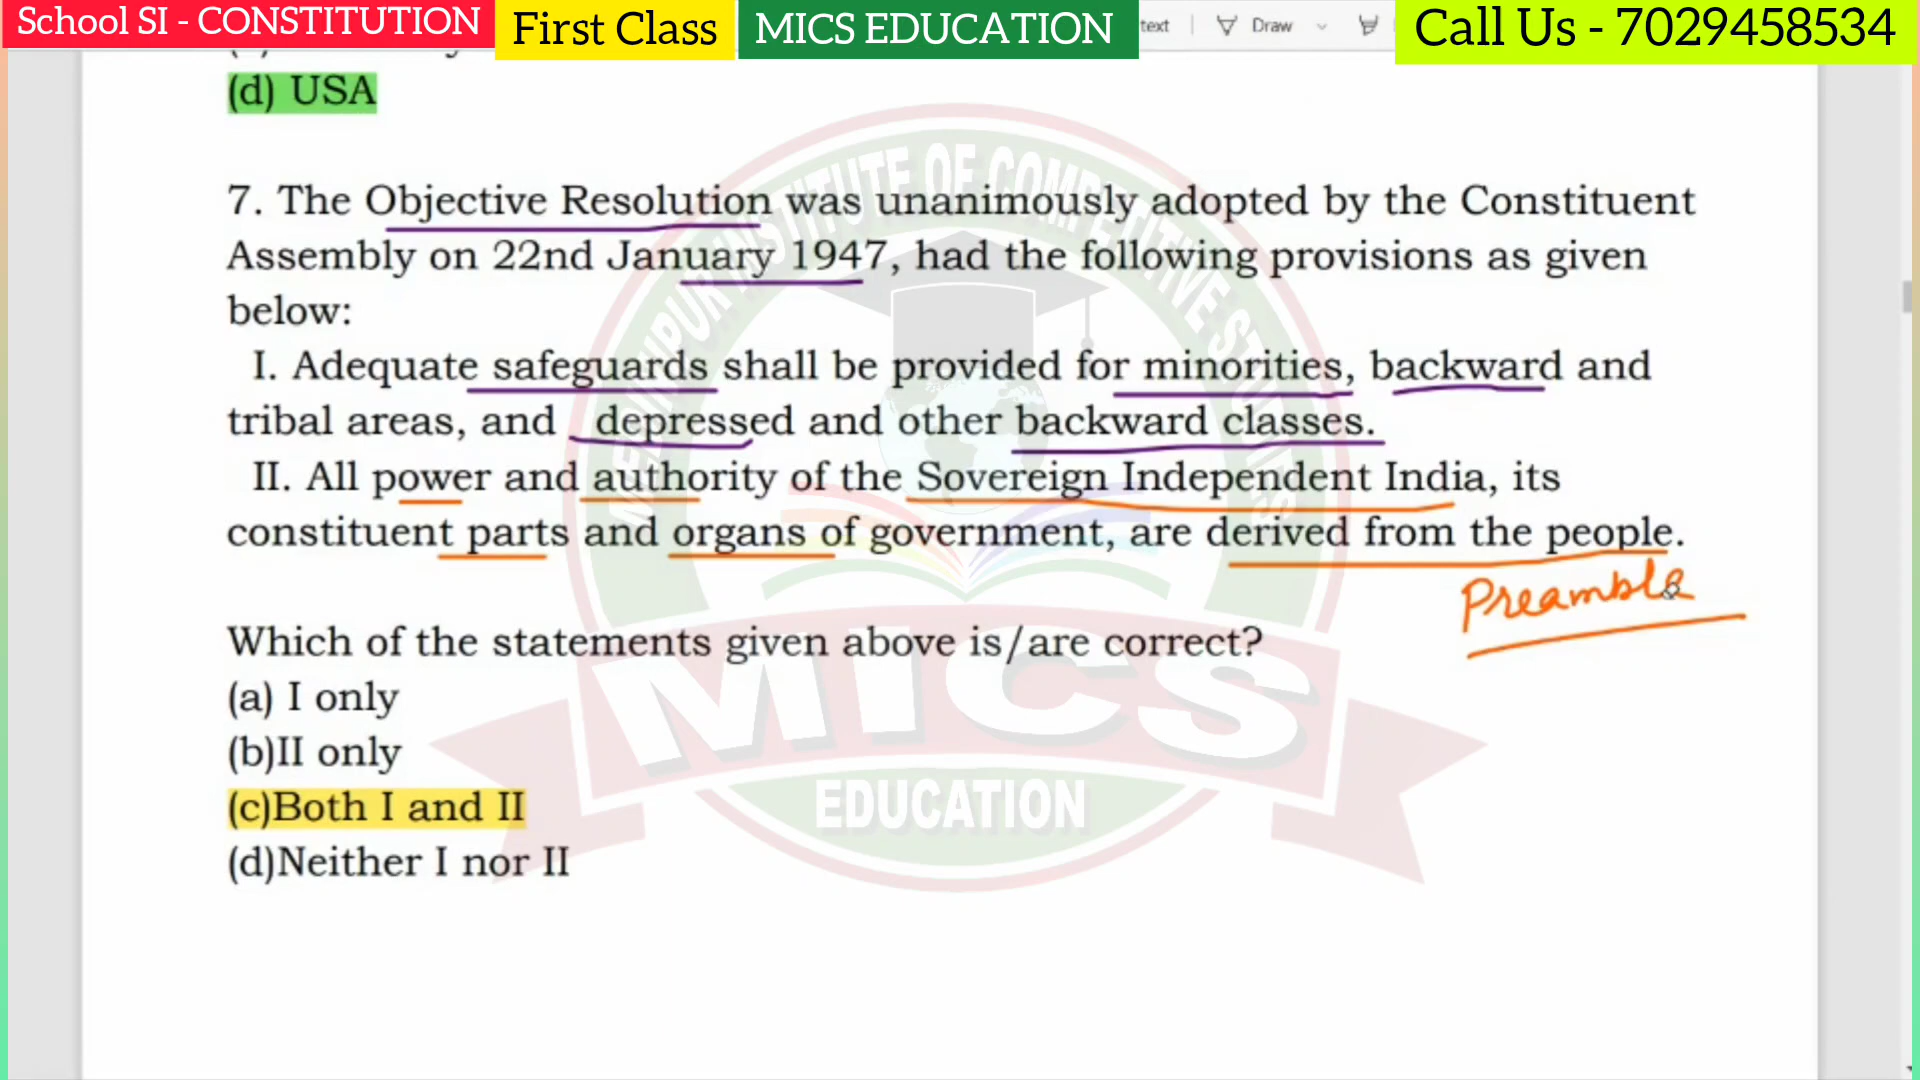 School SI - CONSTITUTION
First Class
MICS EDUCATION
text
Draw
Call Us - 7029458534
(d) USA
7. The Objective Resolution was unanimously adopted by the Constituent
Assembly on 22nd January 1947, had the following provisions as given
below:
I. Adequate safeguards shall be provided for minorities, backward and
tribal areas, and depressed and other backward classes.
II. All power and authority of the Sovereign Independent India, its
constituent parts and organs of government, are derived from the people.
Preamble
Which of the statements given above is/are correct?
(a) I only
(b)II only
(c)Both I and II
(d)Neither I nor II
MEDINIPUR INSTITUTE OF COMPETITIVE STUDIES
MICS
EDUCATION